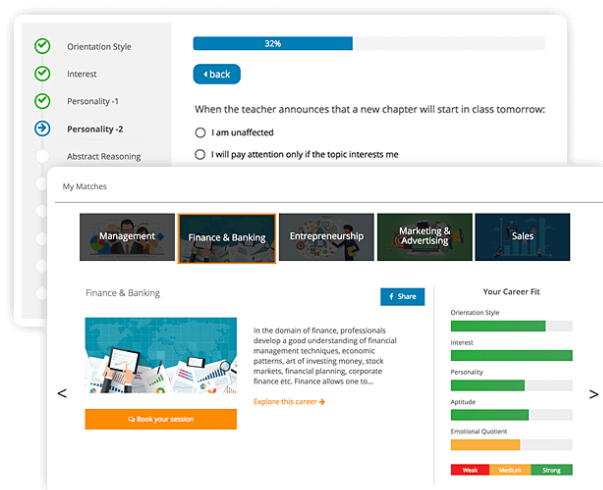 Orientation Style
32%
Interest
back
Personality -1
When the teacher announces that a new chapter will start in class tomorrow:
Personality -2
I am unaffected
Abstract Reasoning
I will pay attention only if the topic interests me
My Matches
Management
Finance & Banking
Entrepreneurship
Marketing &
Advertising
Sales
Finance & Banking
f Share
In the domain of finance, professionals
develop a good understanding of financial
management techniques, economic
patterns, art of investing money, stock
markets, financial planning, corporate
finance etc. Finance allows one to...
Explore this career
Book your session
Your Career Fit
Orientation Style
Interest
Personality
Aptitude
Emotional Quotient
Weak Medium Strong